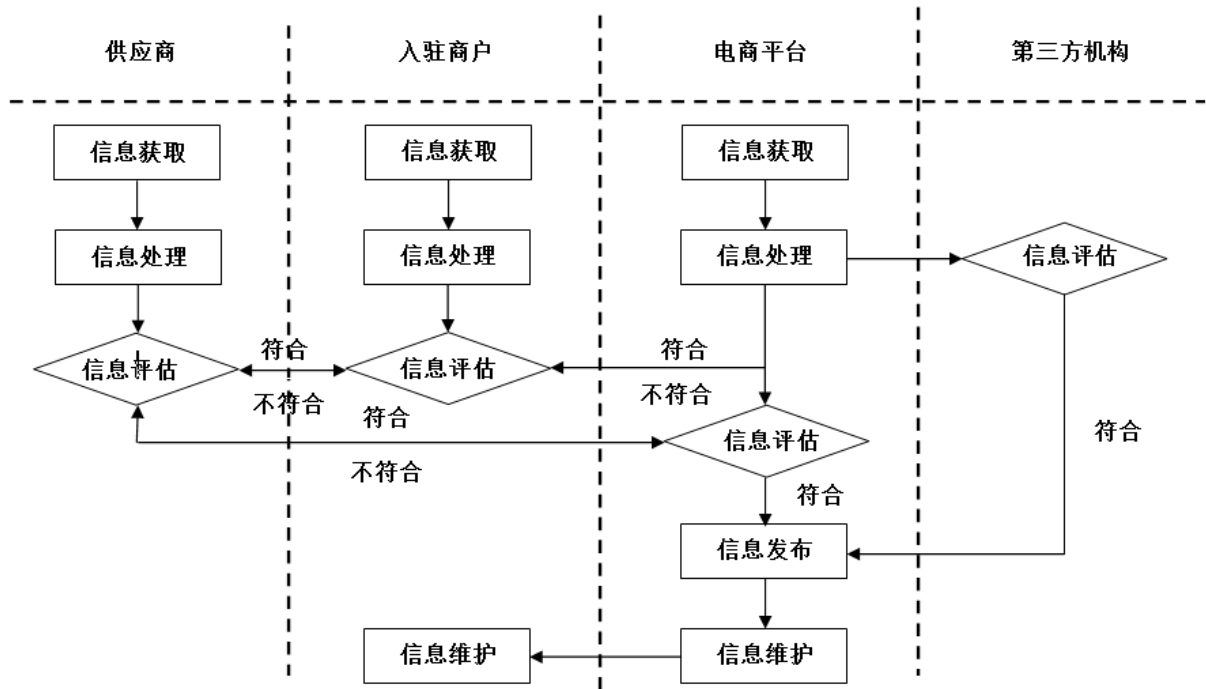 供应商 入驻商户 电商平台 第三方机构
信息获取 信息获取 信息获取
信息处理 信息处理 信息处理 信息评估
信息评估 符合 信息评估 符合
不符合 符合 不符合
信息评估 符合
不符合 符合
信息发布
信息维护 信息维护